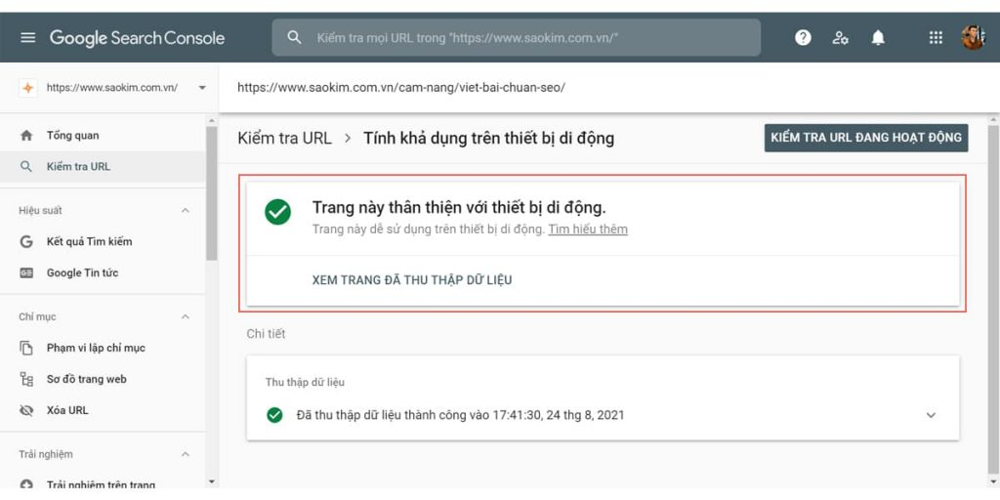 Google Search Console
Kiểm tra mọi URL trong "https://www.saokim.com.vn/"
https://www.saokim.com.vn/
https://www.saokim.com.vn/cam-nang/viet-bai-chuan-seo/
Tổng quan
Kiểm tra URL
Hiệu suất
Kết quả Tìm kiếm
Google Tin tức
Chỉ mục
Phạm vi lập chỉ mục
Sơ đồ trang web
Xóa URL
Trải nghiệm
Trải nghiệm trên trang
Kiểm tra URL > Tính khả dụng trên thiết bị di động
KIỂM TRA URL ĐANG HOẠT ĐỘNG
Trang này thân thiện với thiết bị di động.
Trang này dễ sử dụng trên thiết bị di động. Tìm hiểu thêm
XEM TRANG ĐÃ THU THẬP DỮ LIỆU
Chi tiết
Thu thập dữ liệu
Đã thu thập dữ liệu thành công vào 17:41:30, 24 thg 8, 2021